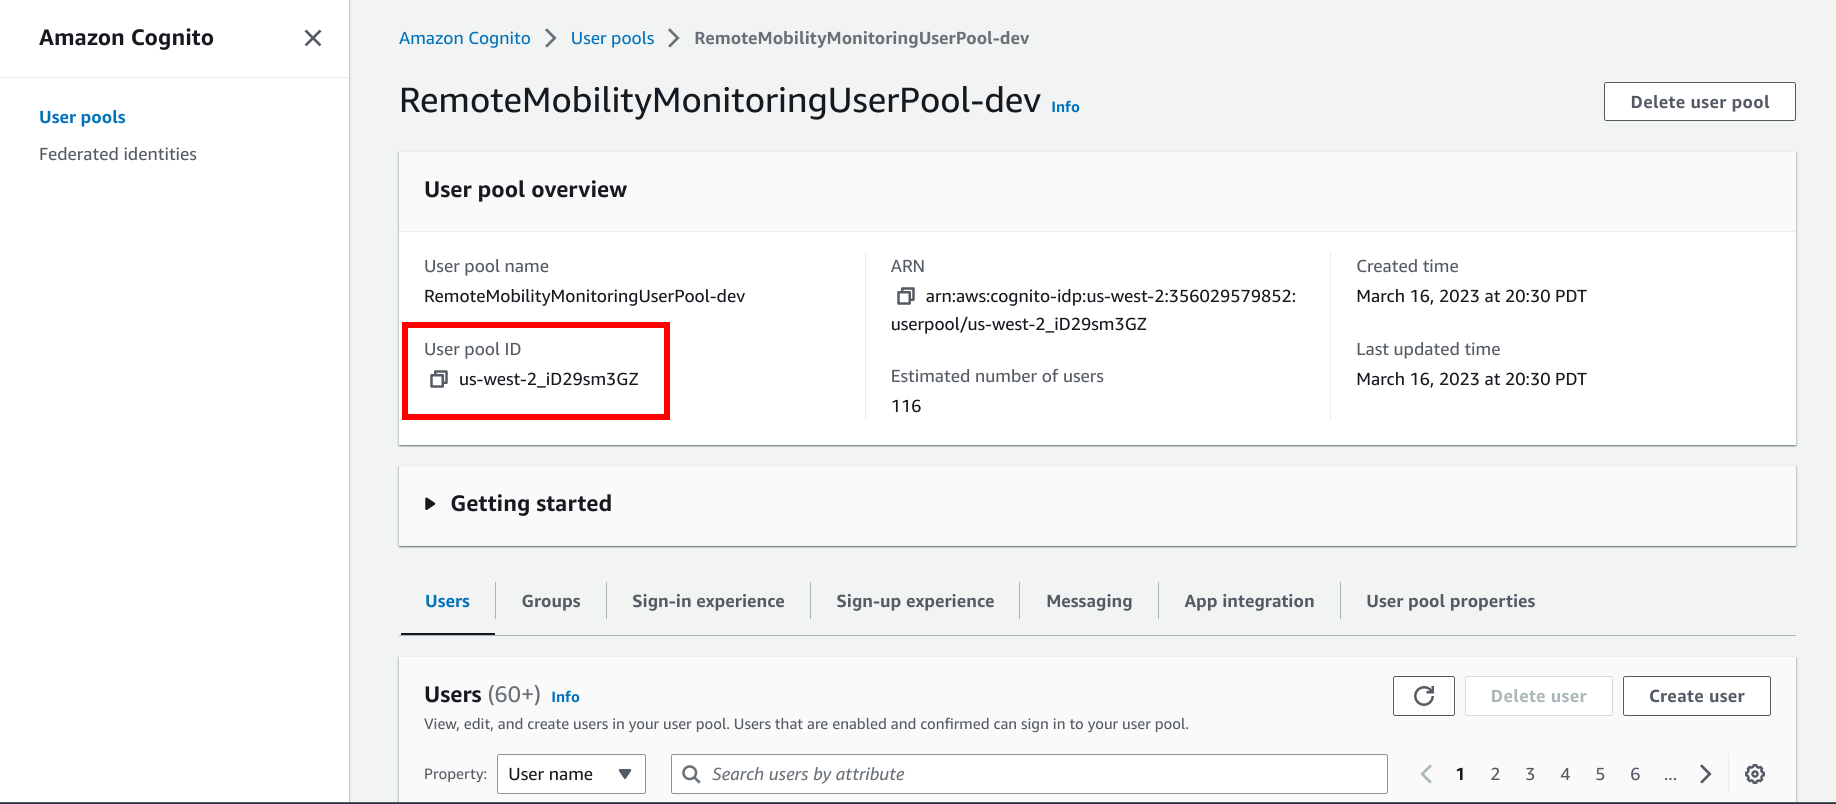 Amazon Cognito
User pools
Federated identities
Amazon Cognito > User pools > RemoteMobilityMonitoringUserPool-dev
RemoteMobilityMonitoringUserPool-dev Info
Delete user pool
User pool overview
User pool name
RemoteMobilityMonitoringUserPool-dev
User pool ID
us-west-2_iD29sm3GZ
ARN
arn:aws:cognito-idp:us-west-2:356029579852:
userpool/us-west-2_iD29sm3GZ
Estimated number of users
116
Created time
March 16, 2023 at 20:30 PDT
Last updated time
March 16, 2023 at 20:30 PDT
Getting started
Users Groups Sign-in experience Sign-up experience Messaging App integration User pool properties
Users (60+) Info
View, edit, and create users in your user pool. Users that are enabled and confirmed can sign in to your user pool.
Delete user Create user
Property: User name Search users by attribute 1 2 3 4 5 6 ...